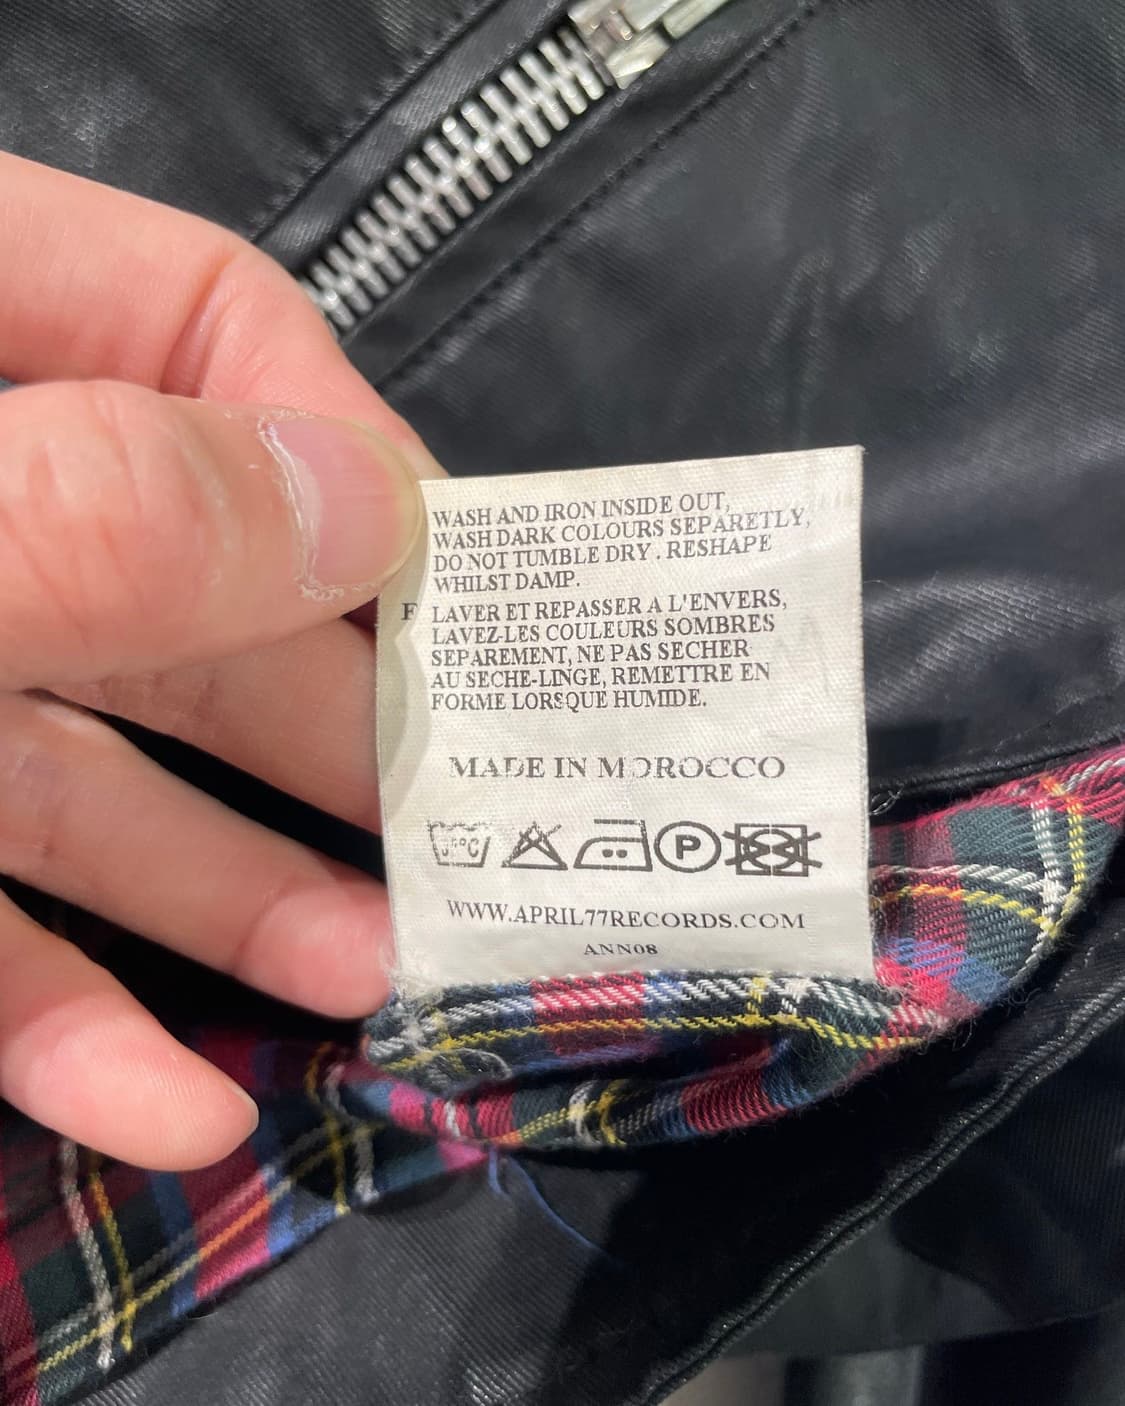 WASH AND IRON INSIDE OUT,
WASH DARK COLOURS SEPARETLY,
DO NOT TUMBLE DRY . RESHAPE
WHILST DAMP.
F LAVER ET REPASSER A L'ENVERS,
LAVEZ-LES COULEURS SOMBRES
SEPAREMENT, NE PAS SECHER
AU SECHE-LINGE, REMETTRE EN
FORME LORSQUE HUMIDE.
MADE IN MOROCCO
P
WWW.APRIL77RECORDS.COM
ANN08